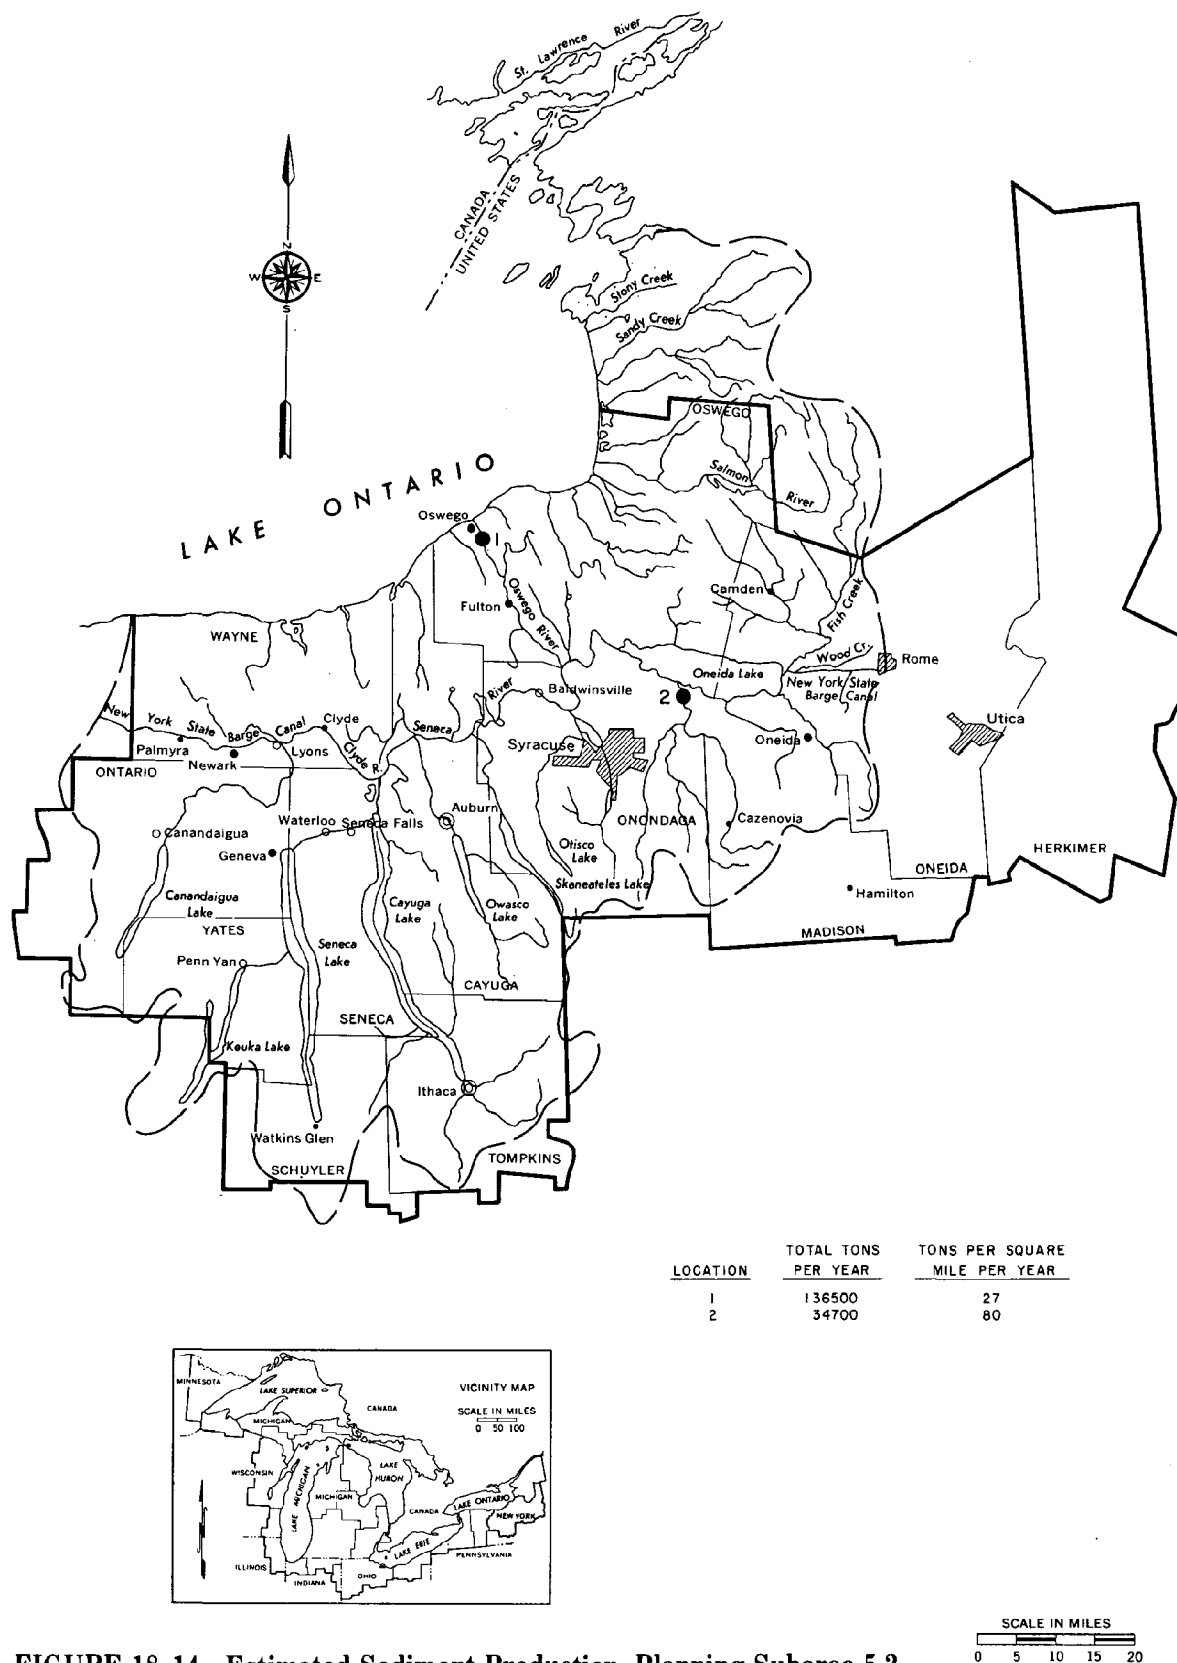 St. Lawrence River
CANADA
UNITED STATES
N
W E
S
Stony Creek
Sandy Creek
OSWEGO
Salmon River
LAKE ONTARIO
Oswego
1
Camden
Fulton
Oswego River
Fish Creek
WAYNE
Wood Cr.
Rome
Oneida Lake
New York State
Barge Canal
2
Baldwinsville
New York State Barge Canal
Clyde
Seneca River
Utica
Syracuse
Oneida
Palmyra
Lyons
Clyde R.
Newark
ONTARIO
Auburn
Canandaigua
Waterloo
Seneca Falls
ONONDAGA
Cazenovia
Geneva
Otisco
Lake
HERKIMER
ONEIDA
Skaneateles Lake
Hamilton
Canandaigua
Lake
Cayuga
Lake
Owasco
Lake
YATES
MADISON
Seneca
Lake
Penn Yan
CAYUGA
SENECA
Keuka Lake
Ithaca
Watkins Glen
TOMPKINS
SCHUYLER
LOCATION
TOTAL TONS
PER YEAR
TONS PER SQUARE
MILE PER YEAR
1 136500 27
2 34700 80
MINNESOTA
LAKE SUPERIOR
VICINITY MAP
SCALE IN MILES
0 50 100
CANADA
MICHIGAN
WISCONSIN
LAKE HURON
LAKE MICHIGAN
MICHIGAN
CANADA
LAKE ONTARIO
NEW YORK
LAKE ERIE
PENNSYLVANIA
ILLINOIS
INDIANA
OHIO
SCALE IN MILES
0 5 10 15 20
FIGURE 18-14 Estimated Sediment Production, Planning Subarea 5.2